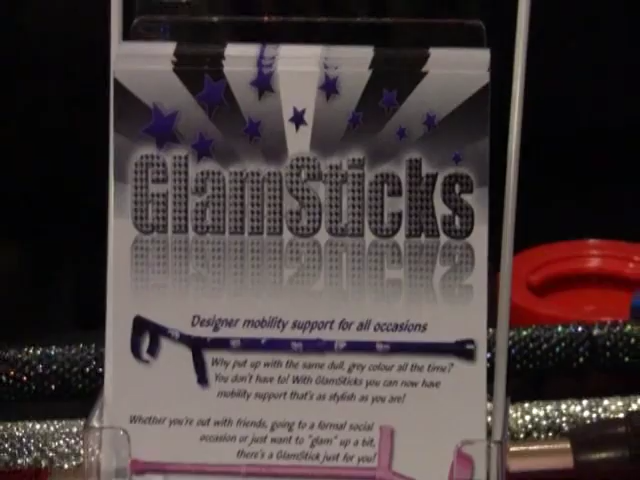 GlamSticks
Designer mobility support for all occasions
Why put up with the same dull, grey colour all the time?
You don't have to! With GlamSticks you can now have
mobility support that's as stylish as you are!
Whether you're out with friends, going to a formal social
occasion or just want to "glam" up a bit,
there's a GlamStick just for you!